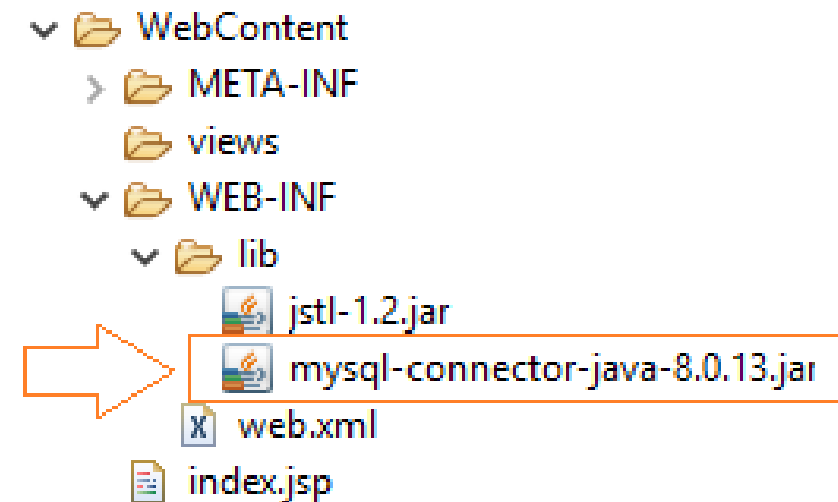 WebContent
META-INF
views
WEB-INF
lib
jstl-1.2.jar
mysql-connector-java-8.0.13.jar
web.xml
index.jsp